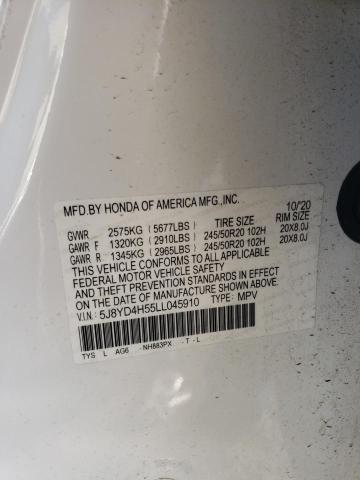 MFD.BY HONDA OF AMERICA MFG.,INC. 10/'20
GVWR 2575KG (5677LBS) TIRE SIZE RIM SIZE
GAWR F 1320KG (2910LBS) 245/50R20 102H 20X8.0J
GAWR R 1345KG (2965LBS) 245/50R20 102H 20X8.0J
THIS VEHICLE CONFORMS TO ALL APPLICABLE
FEDERAL MOTOR VEHICLE SAFETY
AND THEFT PREVENTION STANDARDS IN EFFECT
ON THE DATE OF MANUFACTURE SHOWN ABOVE.
V.I.N.: 5J8YD4H55LL045910 TYPE: MPV
TYS L AG6 - NH883PX - T - L